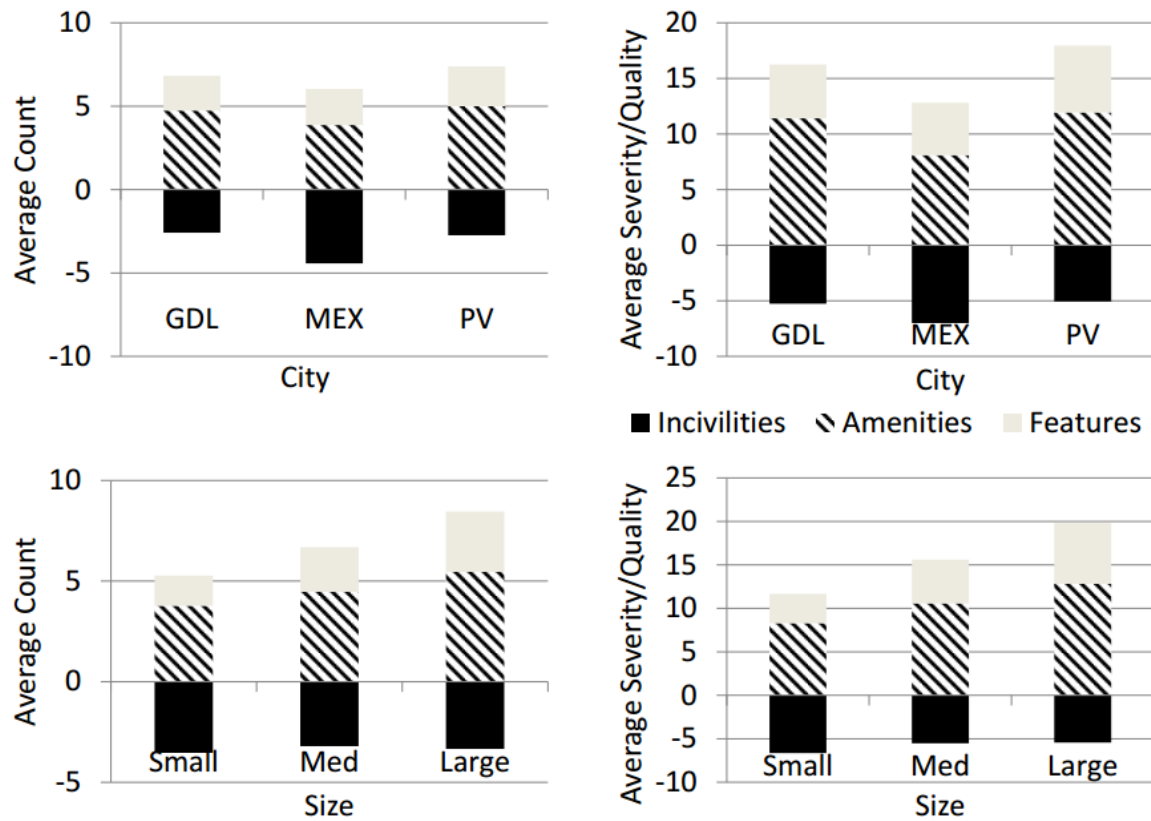 10
5
0
-5
-10
Average Count
GDL MEX PV
City
20
15
10
5
0
-5
-10
Average Severity/Quality
GDL MEX PV
City
Incivilities Amenities Features
10
5
0
-5
Average Count
Small Med Large
Size
25
20
15
10
5
0
-5
-10
Average Severity/Quality
Small Med Large
Size